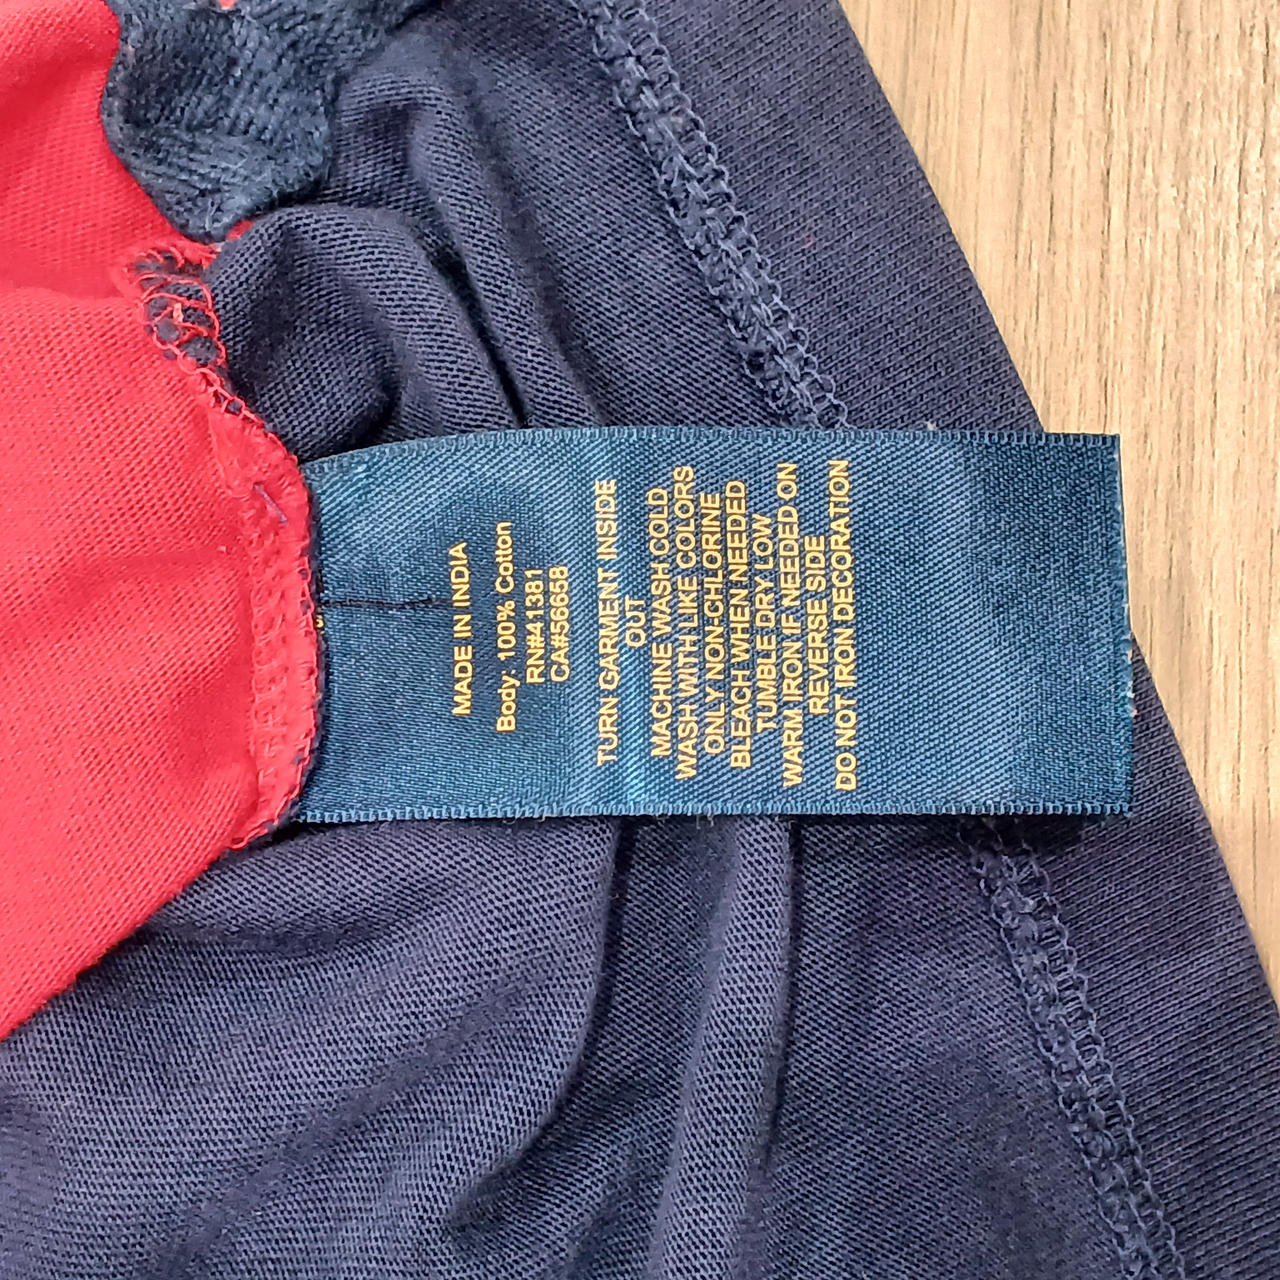 MADE IN INDIA
Body: 100% Cotton
RN#41381
CA#56658
TURN GARMENT INSIDE
OUT
MACHINE WASH COLD
WASH WITH LIKE COLORS
ONLY NON-CHLORINE
BLEACH WHEN NEEDED
TUMBLE DRY LOW
WARM IRON IF NEEDED ON
REVERSE SIDE
DO NOT IRON DECORATION